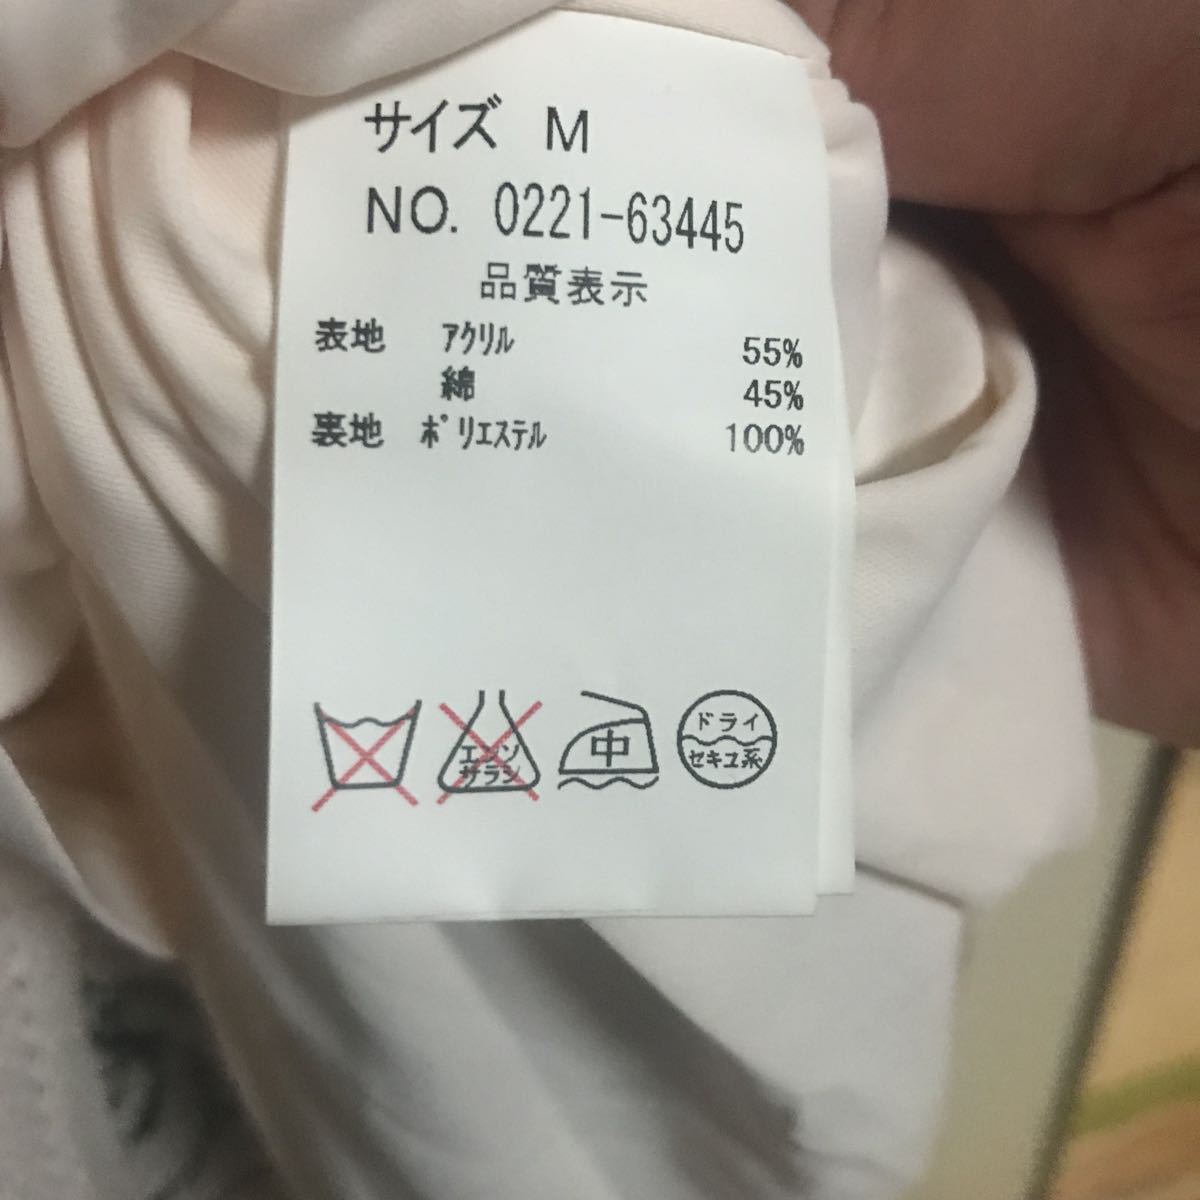 サイズ M
NO. 0221-63445
品質表示
表地 アクリル 55%
綿 45%
裏地 ポリエステル 100%
エンソ
サラシ
中
ドライ
セキユ系